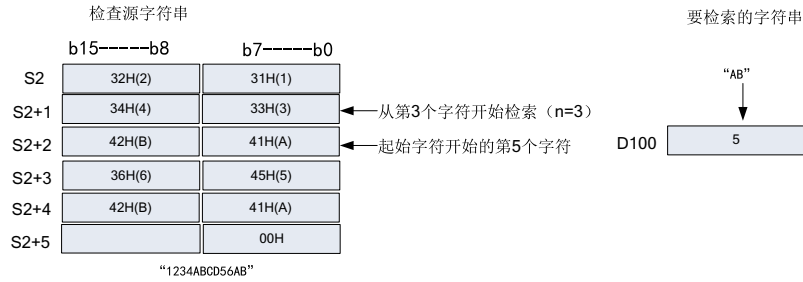 检查源字符串
要检索的字符串
b15-----b8 b7-----b0
S2 32H(2) 31H(1) “AB”
S2+1 34H(4) 33H(3) 从第3个字符开始检索（n=3）
S2+2 42H(B) 41H(A) 起始字符开始的第5个字符 D100 5
S2+3 36H(6) 45H(5)
S2+4 42H(B) 41H(A)
S2+5 00H
“1234ABCD56AB”